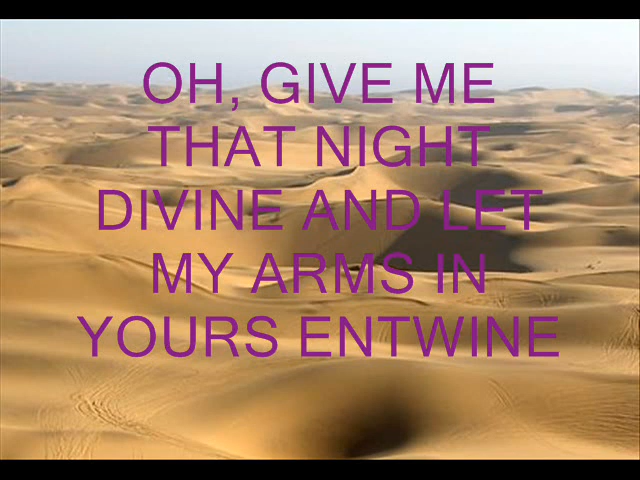 OH, GIVE ME
THAT NIGHT
DIVINE AND LET
MY ARMS IN
YOURS ENTWINE